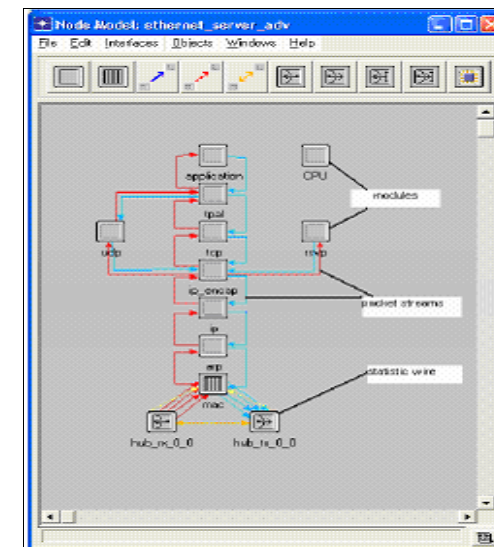 Node Model: ethernet_server_adv
File Edit Interfaces Objects Windows Help
application
CPU
modules
tpal
udp
tcp
rsvp
ip_encap
packet streams
ip
arp
statistic wire
mac
hub_rx_0_0
hub_tx_0_0